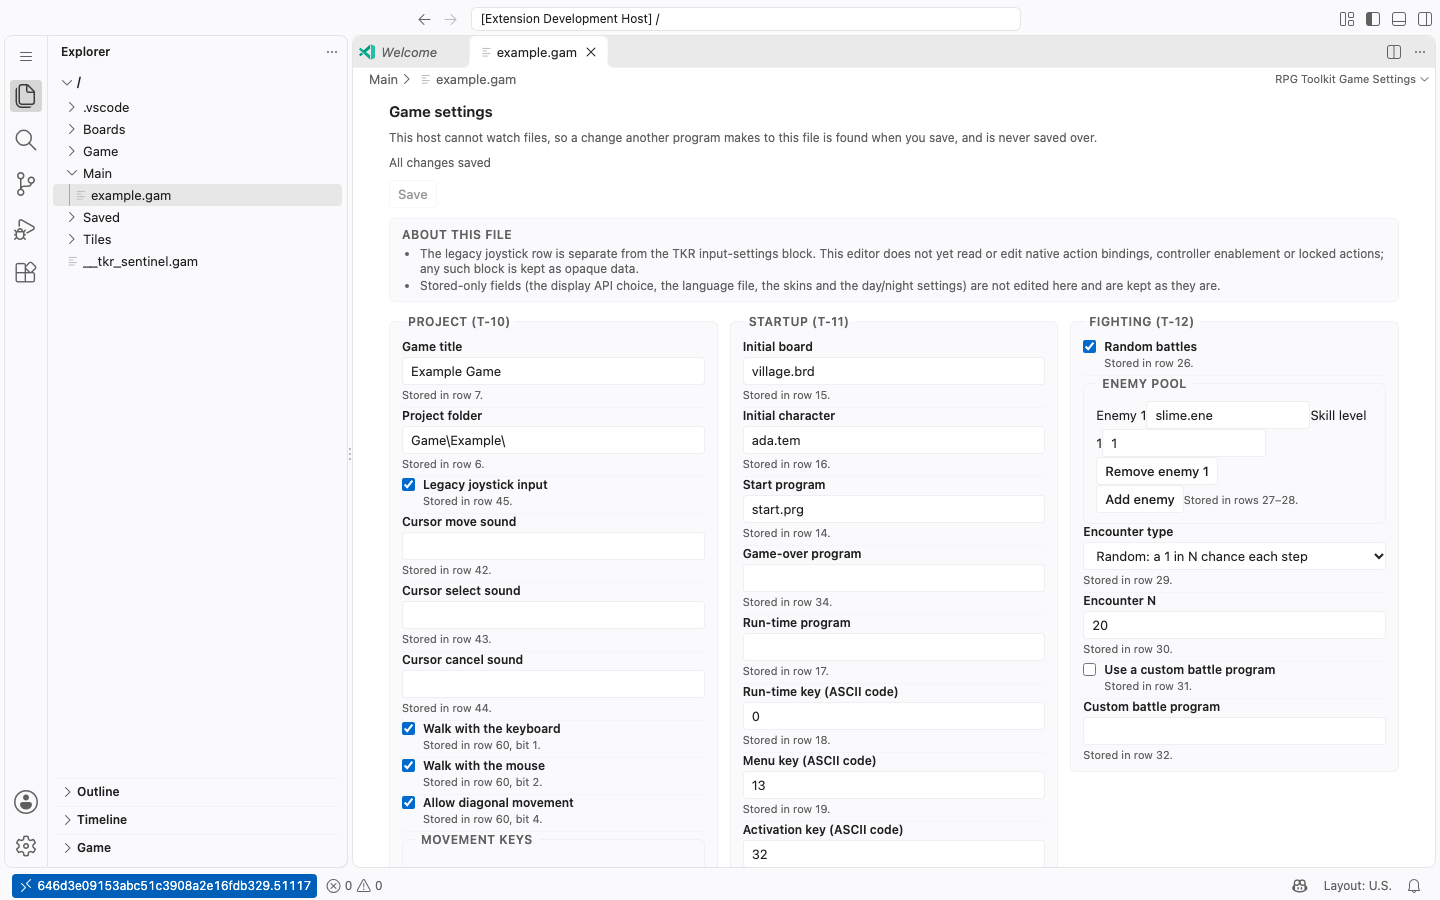 [Extension Development Host] /
Explorer
/
.vscode
Boards
Game
Main
example.gam
Saved
Tiles
__tkr_sentinel.gam
Outline
Timeline
Game
Welcome
example.gam
Main
example.gam
RPG Toolkit Game Settings
Game settings
This host cannot watch files, so a change another program makes to this file is found when you save, and is never saved over.
All changes saved
Save
ABOUT THIS FILE
• The legacy joystick row is separate from the TKR input-settings block. This editor does not yet read or edit native action bindings, controller enablement or locked actions;
any such block is kept as opaque data.
• Stored-only fields (the display API choice, the language file, the skins and the day/night settings) are not edited here and are kept as they are.
PROJECT (T-10)
Game title
Example Game
Stored in row 7.
Project folder
Game\Example\
Stored in row 6.
Legacy joystick input
Stored in row 45.
Cursor move sound
Stored in row 42.
Cursor select sound
Stored in row 43.
Cursor cancel sound
Stored in row 44.
Walk with the keyboard
Stored in row 60, bit 1.
Walk with the mouse
Stored in row 60, bit 2.
Allow diagonal movement
Stored in row 60, bit 4.
MOVEMENT KEYS
STARTUP (T-11)
Initial board
village.brd
Stored in row 15.
Initial character
ada.tem
Stored in row 16.
Start program
start.prg
Stored in row 14.
Game-over program
Stored in row 34.
Run-time program
Stored in row 17.
Run-time key (ASCII code)
0
Stored in row 18.
Menu key (ASCII code)
13
Stored in row 19.
Activation key (ASCII code)
32
FIGHTING (T-12)
Random battles
Stored in row 26.
ENEMY POOL
Enemy 1 slime.ene Skill level
1 1
Remove enemy 1
Add enemy Stored in rows 27–28.
Encounter type
Random: a 1 in N chance each step
Stored in row 29.
Encounter N
20
Stored in row 30.
Use a custom battle program
Stored in row 31.
Custom battle program
Stored in row 32.
646d3e09153abc51c3908a2e16fdb329.51117
0 0
Layout: U.S.